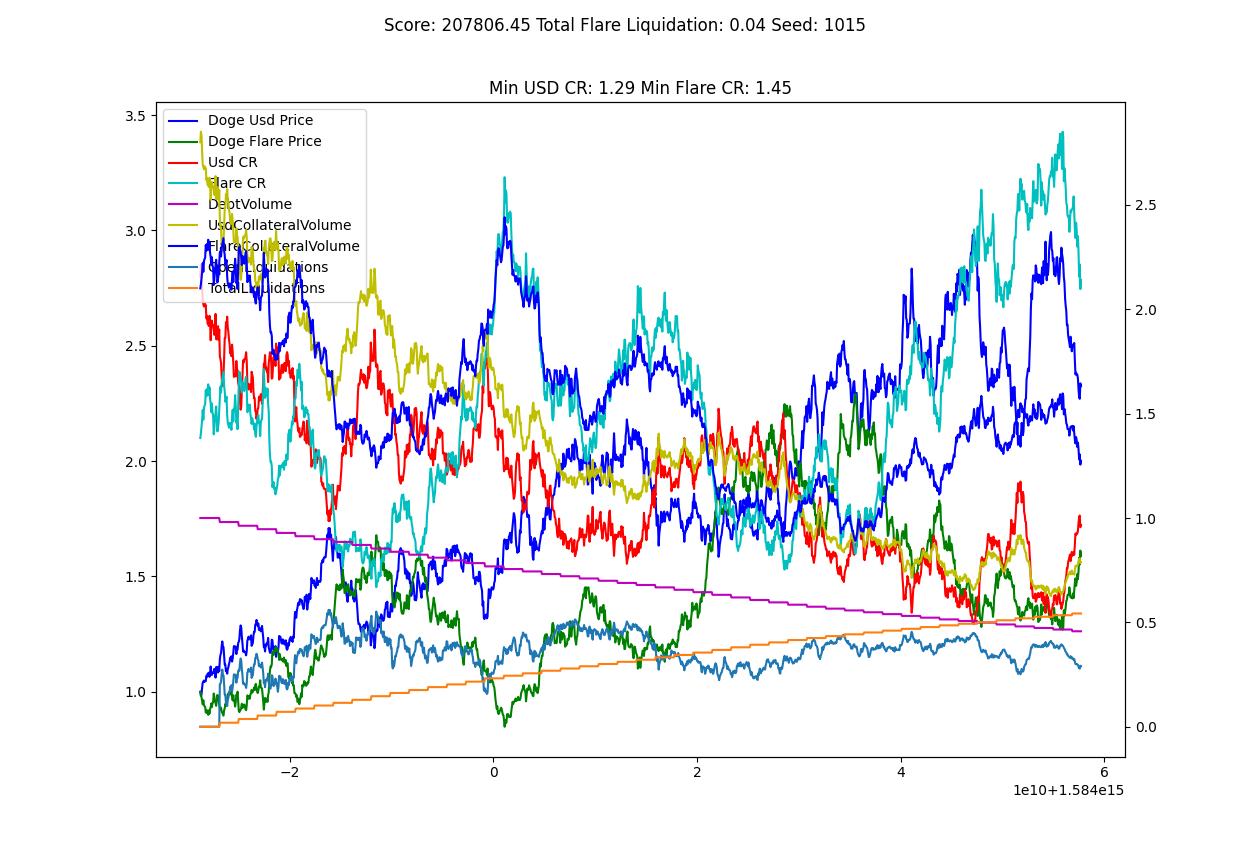 Score: 207806.45 Total Flare Liquidation: 0.04 Seed: 1015
Min USD CR: 1.29 Min Flare CR: 1.45
3.5
3.0
2.5
2.0
1.5
1.0
Doge Usd Price
Doge Flare Price
Usd CR
Flare CR
DebtVolume
UsdCollateralVolume
FlareCollateralVolume
OpenLiquidations
TotalLiquidations
2.5
2.0
1.5
1.0
0.5
0.0
−2
0
2
4
6
1e10+1.584e15